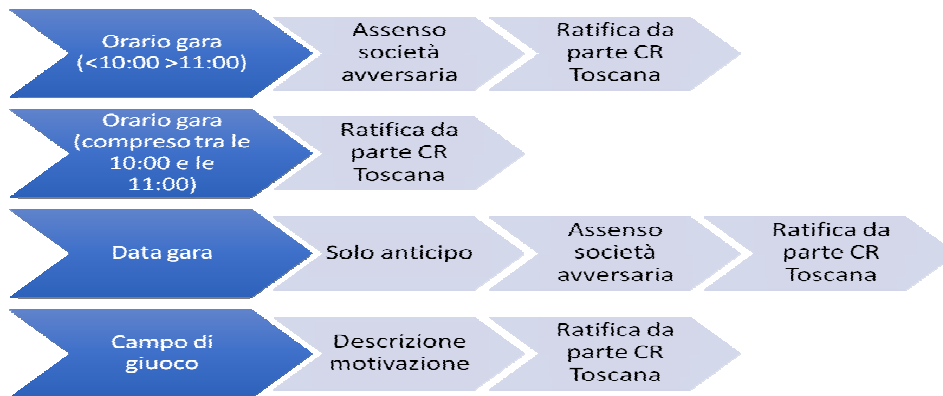 Orario gara
(<10:00 >11:00)
Assenso
società
avversaria
Ratifica da
parte CR
Toscana
Orario gara
(compreso tra le
10:00 e le
11:00)
Ratifica da
parte CR
Toscana
Data gara
Solo anticipo
Assenso
società
avversaria
Ratifica da
parte CR
Toscana
Campo di
giuoco
Descrizione
motivazione
Ratifica da
parte CR
Toscana